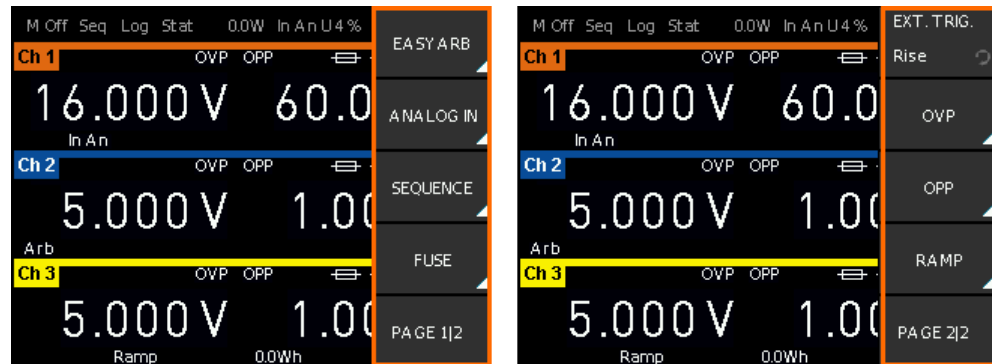 M Off Seq Log Stat 0.0W In An U 4 %
Ch 1 OVP OPP
16.000 V 60.0
In An
Ch 2 OVP OPP
5.000 V 1.00
Arb
Ch 3 OVP OPP
5.000 V 1.00
Ramp 0.0Wh
EASYARB
ANALOG IN
SEQUENCE
FUSE
PAGE 1|2
M Off Seq Log Stat 0.0W In An U 4 %
Ch 1 OVP OPP
16.000 V 60.0
In An
Ch 2 OVP OPP
5.000 V 1.00
Arb
Ch 3 OVP OPP
5.000 V 1.00
Ramp 0.0Wh
EXT. TRIG.
Rise
OVP
OPP
RAMP
PAGE 2|2